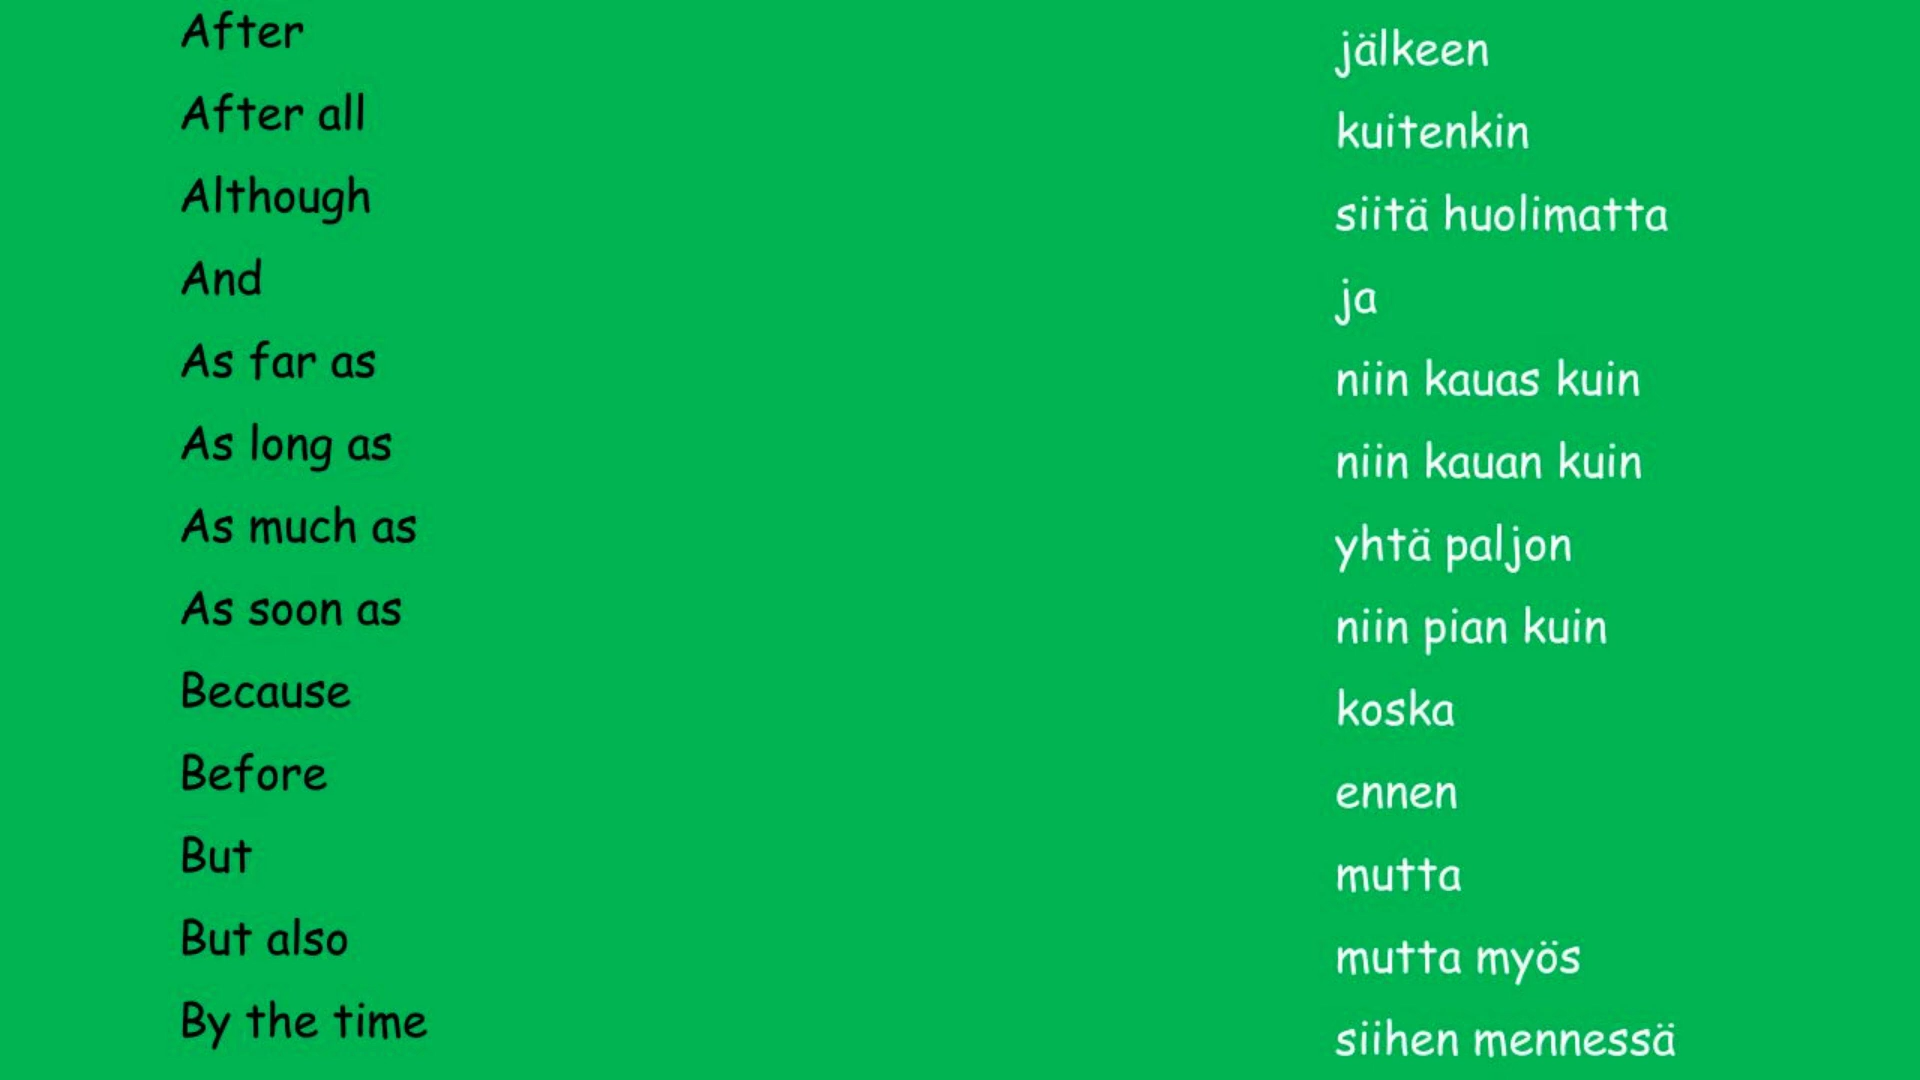 After
jälkeen
After all
kuitenkin
Although
siitä huolimatta
And
ja
As far as
niin kauas kuin
As long as
niin kauan kuin
As much as
yhtä paljon
As soon as
niin pian kuin
Because
koska
Before
ennen
But
mutta
But also
mutta myös
By the time
siihen mennessä